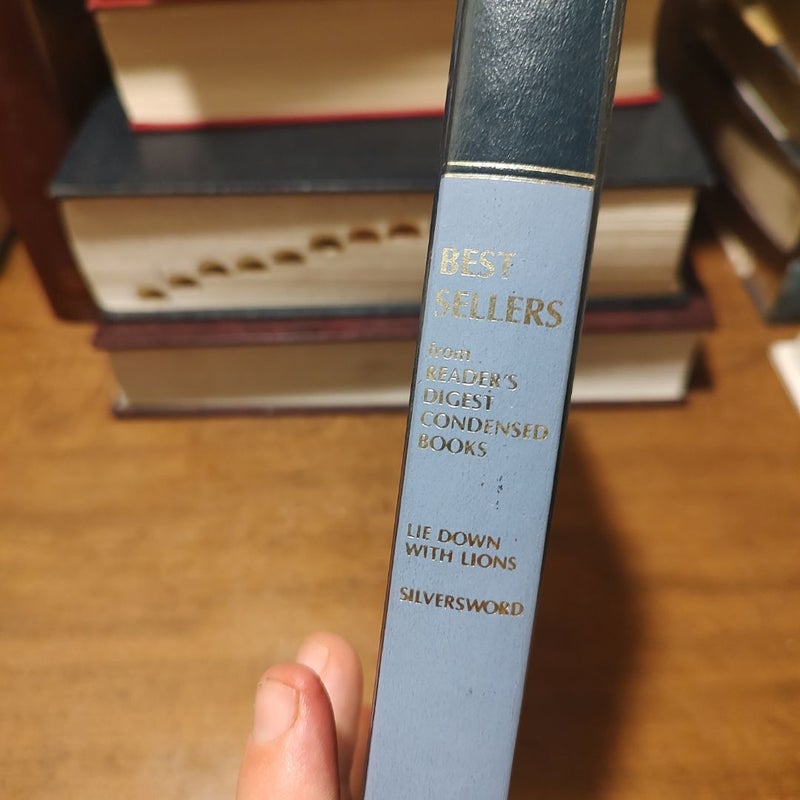 BEST
SELLERS
from
READER'S
DIGEST
CONDENSED
BOOKS
LIE DOWN
WITH LIONS
SILVERSWORD